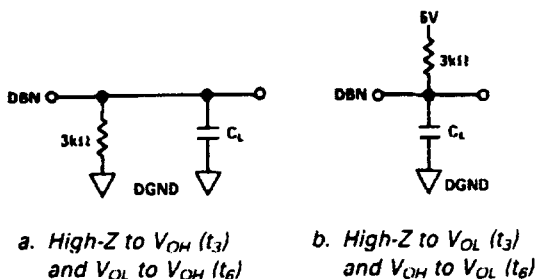 DBN
3kΩ
C_L
DGND
a. High-Z to V_OH (t_3)
and V_OL to V_OH (t_6)
5V
3kΩ
DBN
C_L
DGND
b. High-Z to V_OL (t_3)
and V_OH to V_OL (t_6)